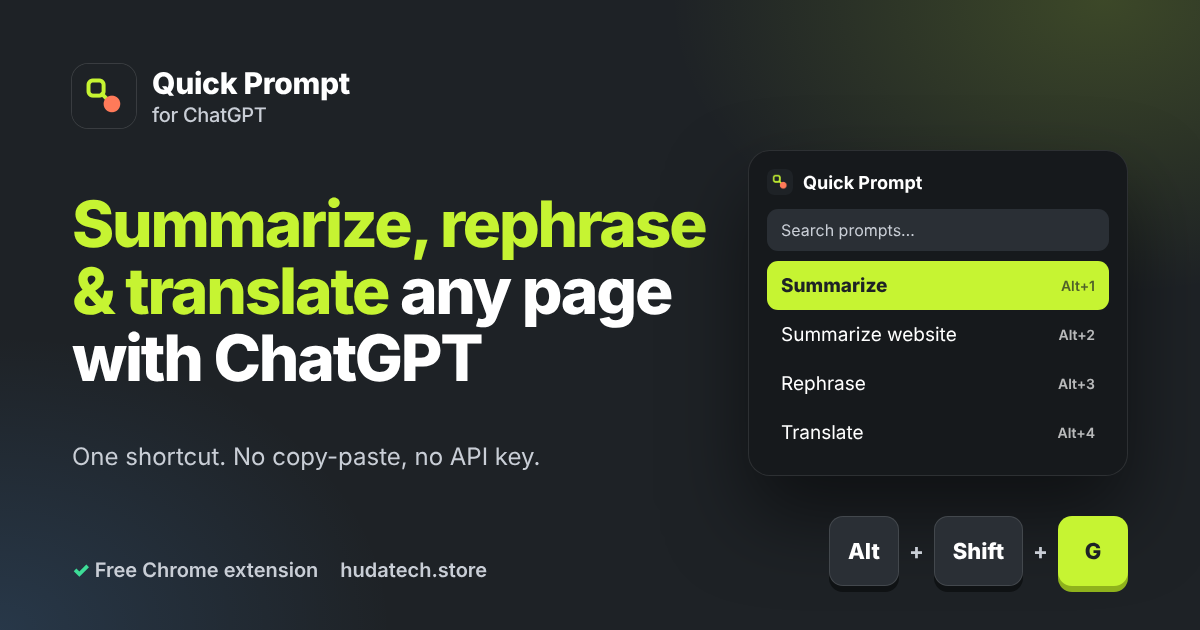 Quick Prompt
for ChatGPT
Summarize, rephrase
& translate any page
with ChatGPT
One shortcut. No copy-paste, no API key.
Free Chrome extension hudatech.store
Quick Prompt
Search prompts...
Summarize Alt+1
Summarize website Alt+2
Rephrase Alt+3
Translate Alt+4
Alt + Shift + G